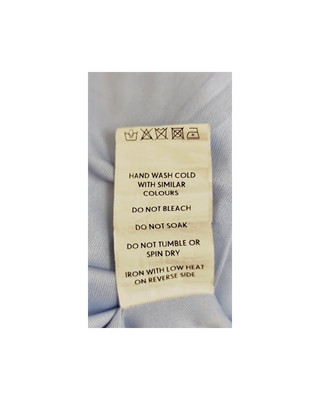 HAND WASH COLD
WITH SIMILAR
COLOURS
DO NOT BLEACH
DO NOT SOAK
DO NOT TUMBLE OR
SPIN DRY
IRON WITH LOW HEAT
ON REVERSE SIDE